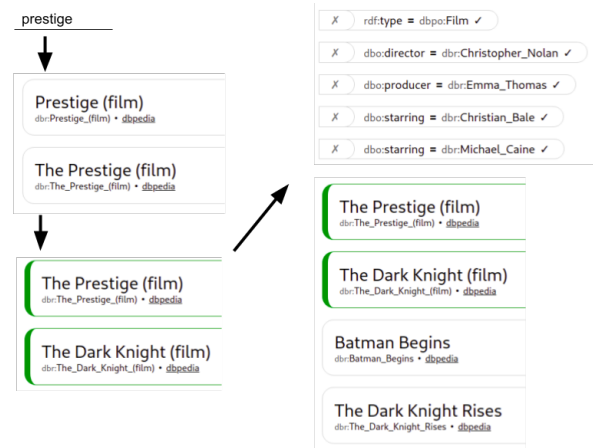 prestige
Prestige (film)
dbr:Prestige_(film) • dbpedia
The Prestige (film)
dbr:The_Prestige_(film) • dbpedia
The Prestige (film)
dbr:The_Prestige_(film) • dbpedia
The Dark Knight (film)
dbr:The_Dark_Knight_(film) • dbpedia
✗ rdf:type = dbpo:Film ✓
✗ dbo:director = dbr:Christopher_Nolan ✓
✗ dbo:producer = dbr:Emma_Thomas ✓
✗ dbo:starring = dbr:Christian_Bale ✓
✗ dbo:starring = dbr:Michael_Caine ✓
The Prestige (film)
dbr:The_Prestige_(film) • dbpedia
The Dark Knight (film)
dbr:The_Dark_Knight_(film) • dbpedia
Batman Begins
dbr:Batman_Begins • dbpedia
The Dark Knight Rises
dbr:The_Dark_Knight_Rises • dbpedia